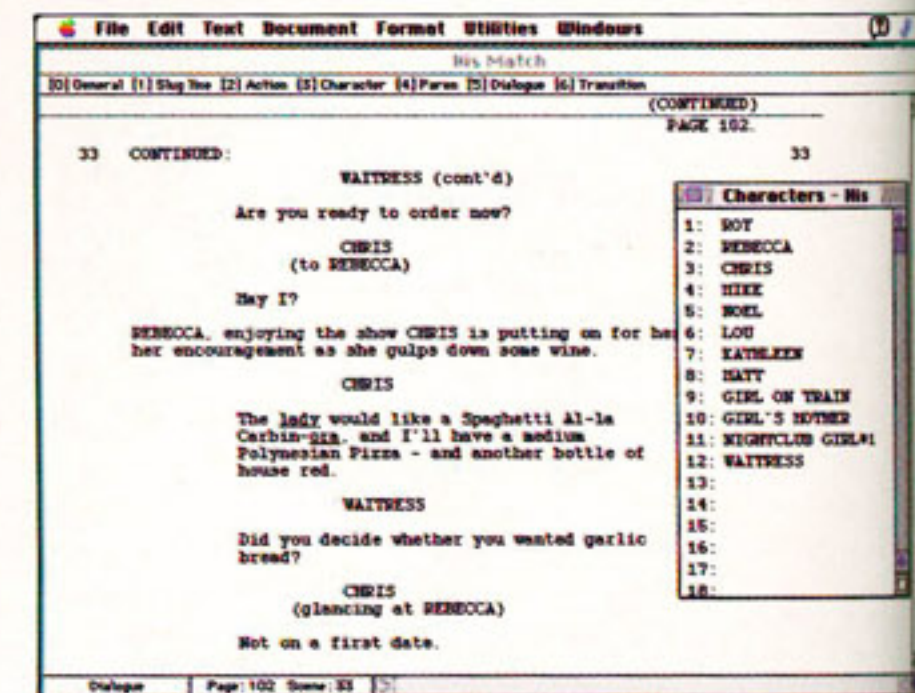 File Edit Text Document Format Utilities Windows
His Match
[0] General [1] Slug line [2] Action [3] Character [4] Paren [5] Dialogue [6] Transition
(CONTINUED)
PAGE 102.
33 CONTINUED: 33
WAITRESS (cont'd)
Are you ready to order now?
CHRIS
(to REBECCA)
May I?
REBECCA, enjoying the show CHRIS is putting on for her
her encouragement as she gulps down some wine.
CHRIS
The lady would like a Spaghetti Al-la
Carbin-ora, and I'll have a medium
Polynesian Pizza - and another bottle of
house red.
WAITRESS
Did you decide whether you wanted garlic
bread?
CHRIS
(glancing at REBECCA)
Not on a first date.
Characters - His
1: ROY
2: REBECCA
3: CHRIS
4: MIKE
5: NOEL
6: LOU
7: KATHLEEN
8: MATT
9: GIRL ON TRAIN
10: GIRL'S MOTHER
11: NIGHTCLUB GIRL#1
12: WAITRESS
13:
14:
15:
16:
17:
18:
Dialogue Page: 102 Scene: 33